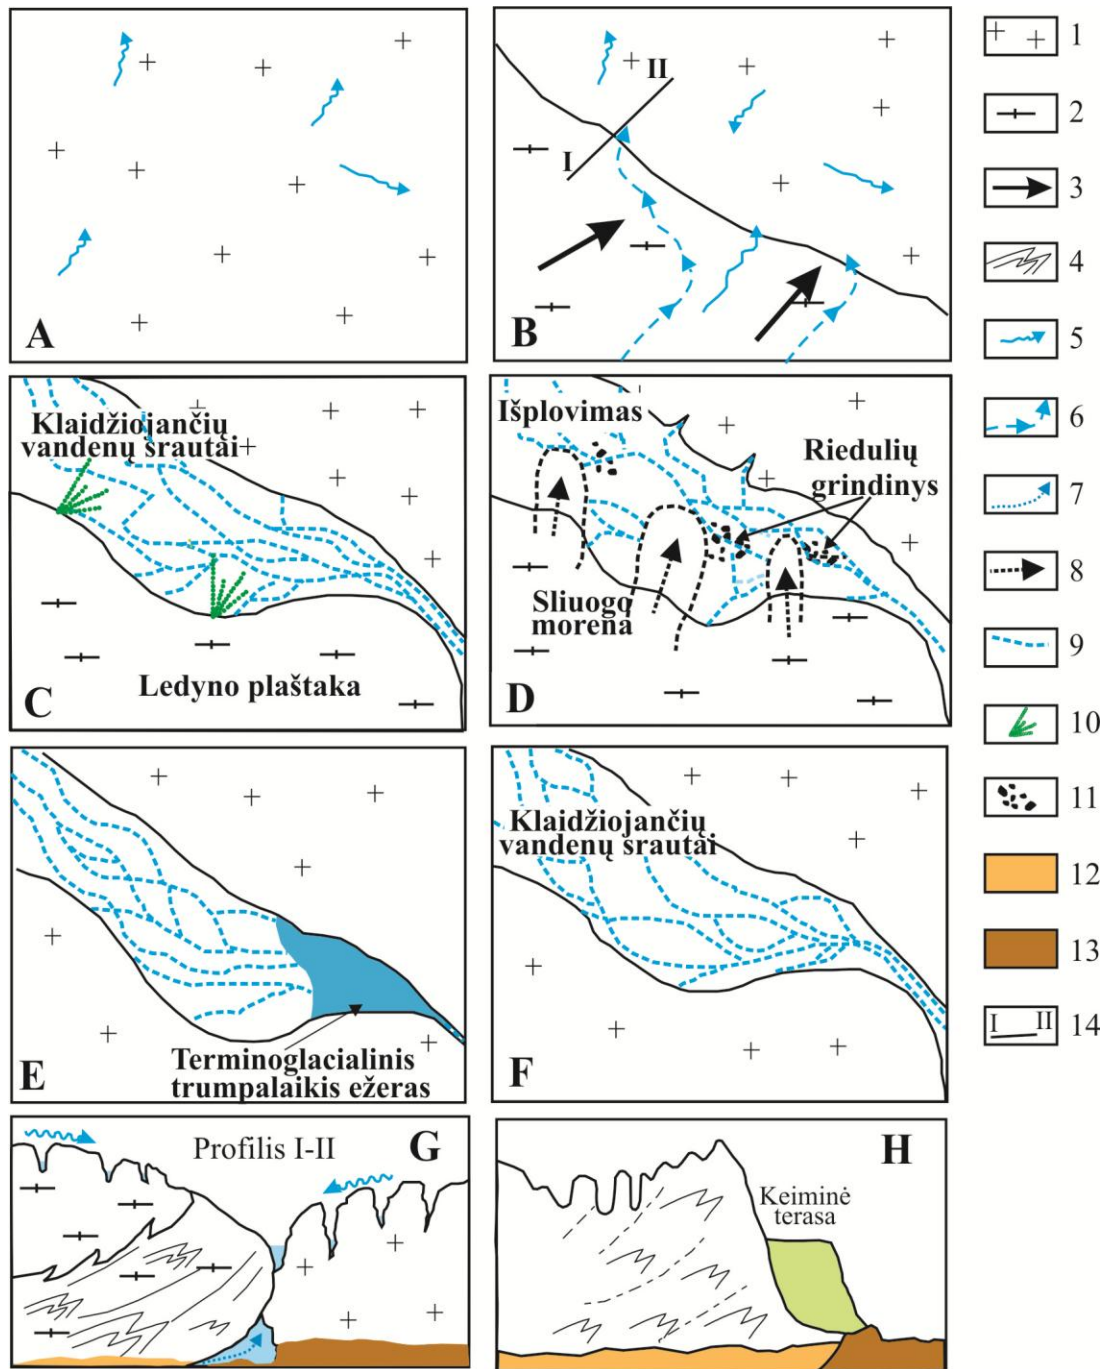 A
II
I
B
1
2
3
4
5
6
7
8
9
10
11
12
13
I II 14
Klaidžiojančių
vandenų srautai
Ledyno plaštaka
C
Išplovimas
Riedulių
grindinys
Sliuogo
morena
D
Terminoglacialinis
trumpalaikis ežeras
E
Klaidžiojančių
vandenų srautai
F
Profilis I-II
G
H
Keiminė
terasa